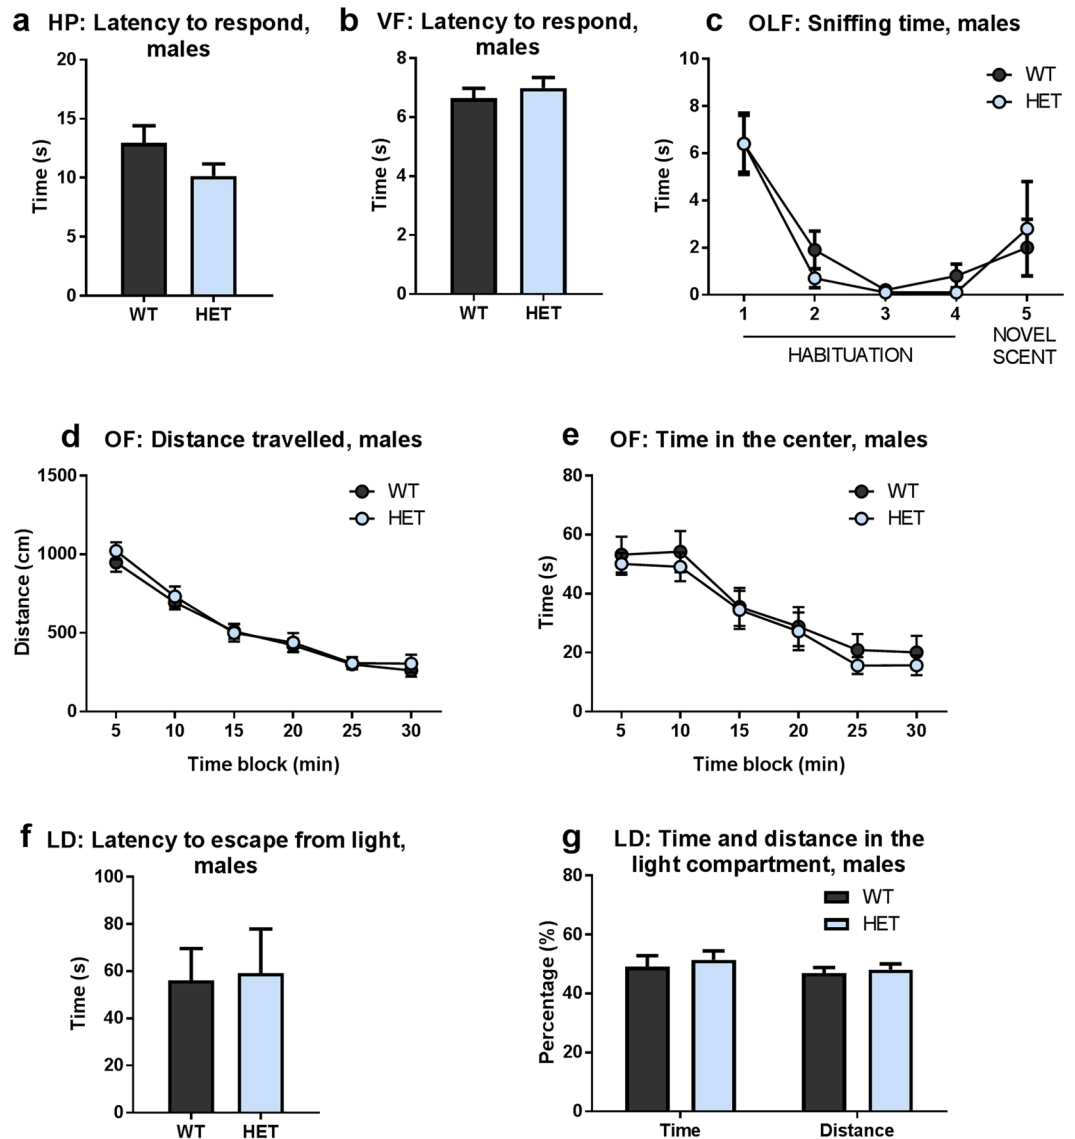 a HP: Latency to respond,
males
20
15
10
5
0
Time (s)
WT HET
b VF: Latency to respond,
males
8
6
4
2
0
Time (s)
WT HET
c OLF: Sniffing time, males
10
8
6
4
2
0
Time (s)
WT
HET
1 2 3 4 5
HABITUATION
NOVEL
SCENT
d OF: Distance travelled, males
1500
1000
500
0
Distance (cm)
WT
HET
5 10 15 20 25 30
Time block (min)
e OF: Time in the center, males
80
60
40
20
0
Time (s)
WT
HET
5 10 15 20 25 30
Time block (min)
f LD: Latency to escape from light,
males
100
80
60
40
20
0
Time (s)
WT HET
g LD: Time and distance in the
light compartment, males
80
60
40
20
0
Percentage (%)
WT
HET
Time Distance